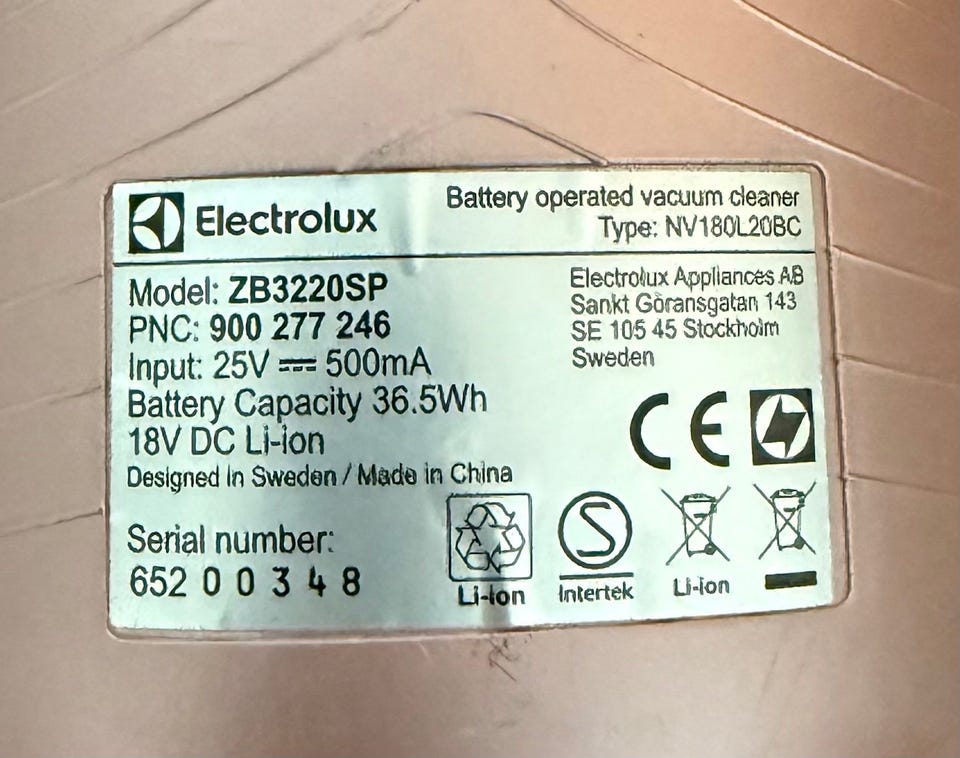 Electrolux
Battery operated vacuum cleaner
Type: NV180L20BC
Model: ZB3220SP
PNC: 900 277 246
Input: 25V ⎓ 500mA
Battery Capacity 36.5Wh
18V DC Li-ion
Designed in Sweden / Made in China
Serial number:
652 0 0 3 4 8
Electrolux Appliances AB
Sankt Göransgatan 143
SE 105 45 Stockholm
Sweden
CE
Li-ion
S
Intertek
Li-ion